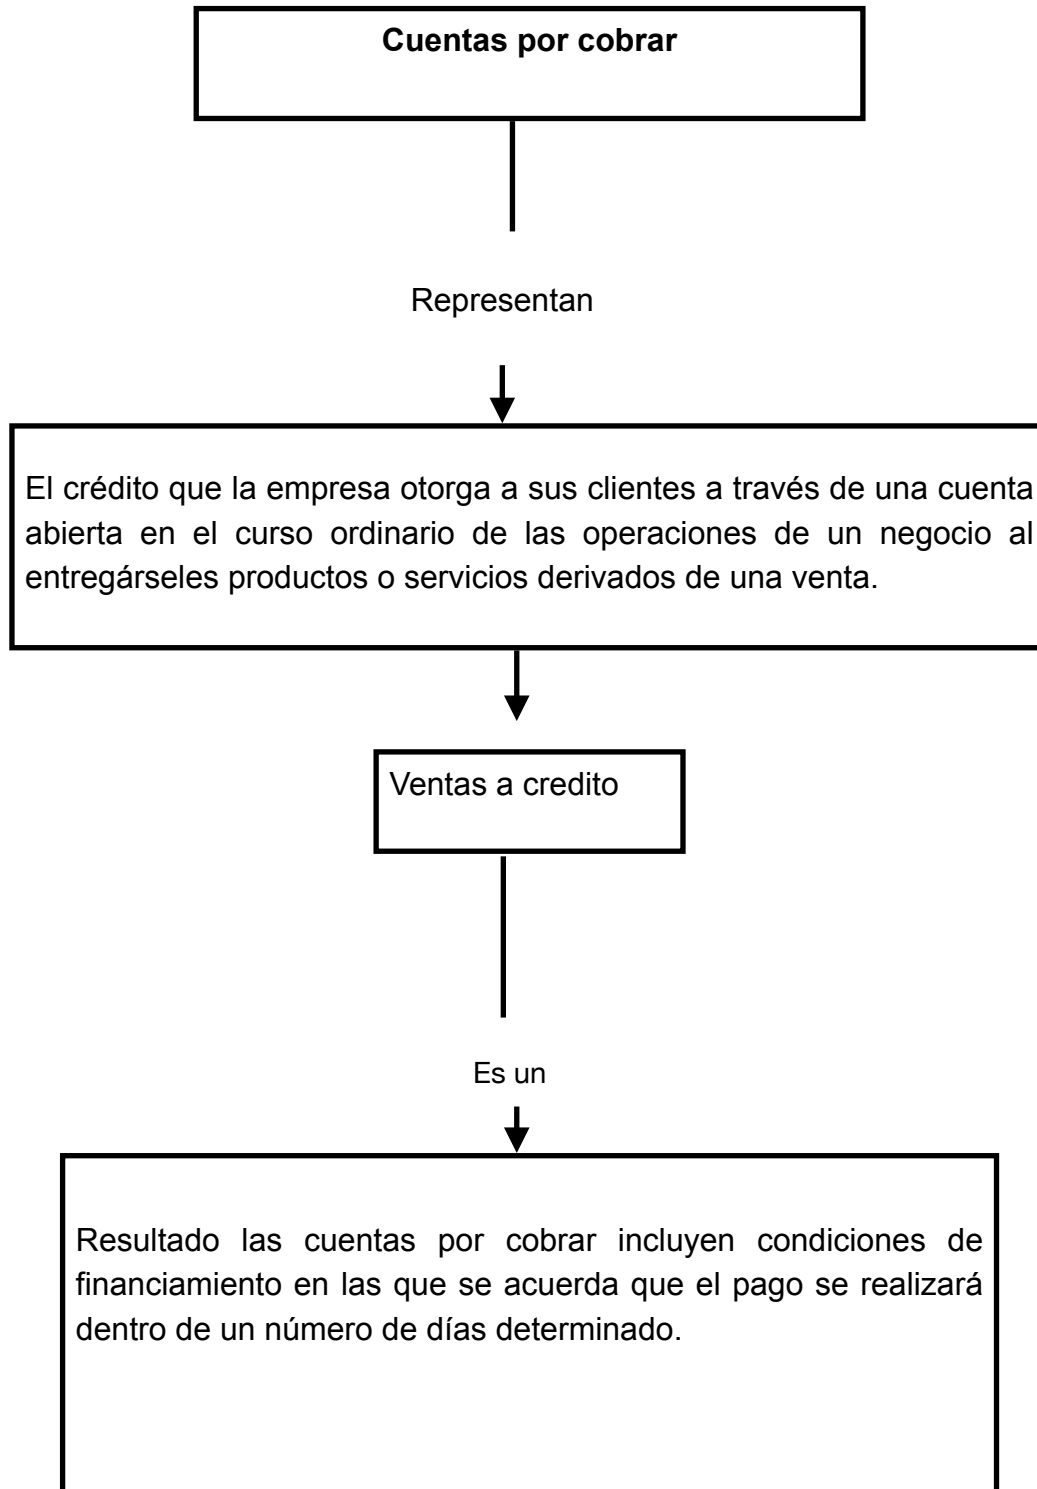 Cuentas por cobrar
Representan
El crédito que la empresa otorga a sus clientes a través de una cuenta
abierta en el curso ordinario de las operaciones de un negocio al
entregárseles productos o servicios derivados de una venta.
Ventas a credito
Es un
Resultado las cuentas por cobrar incluyen condiciones de
financiamiento en las que se acuerda que el pago se realizará
dentro de un número de días determinado.